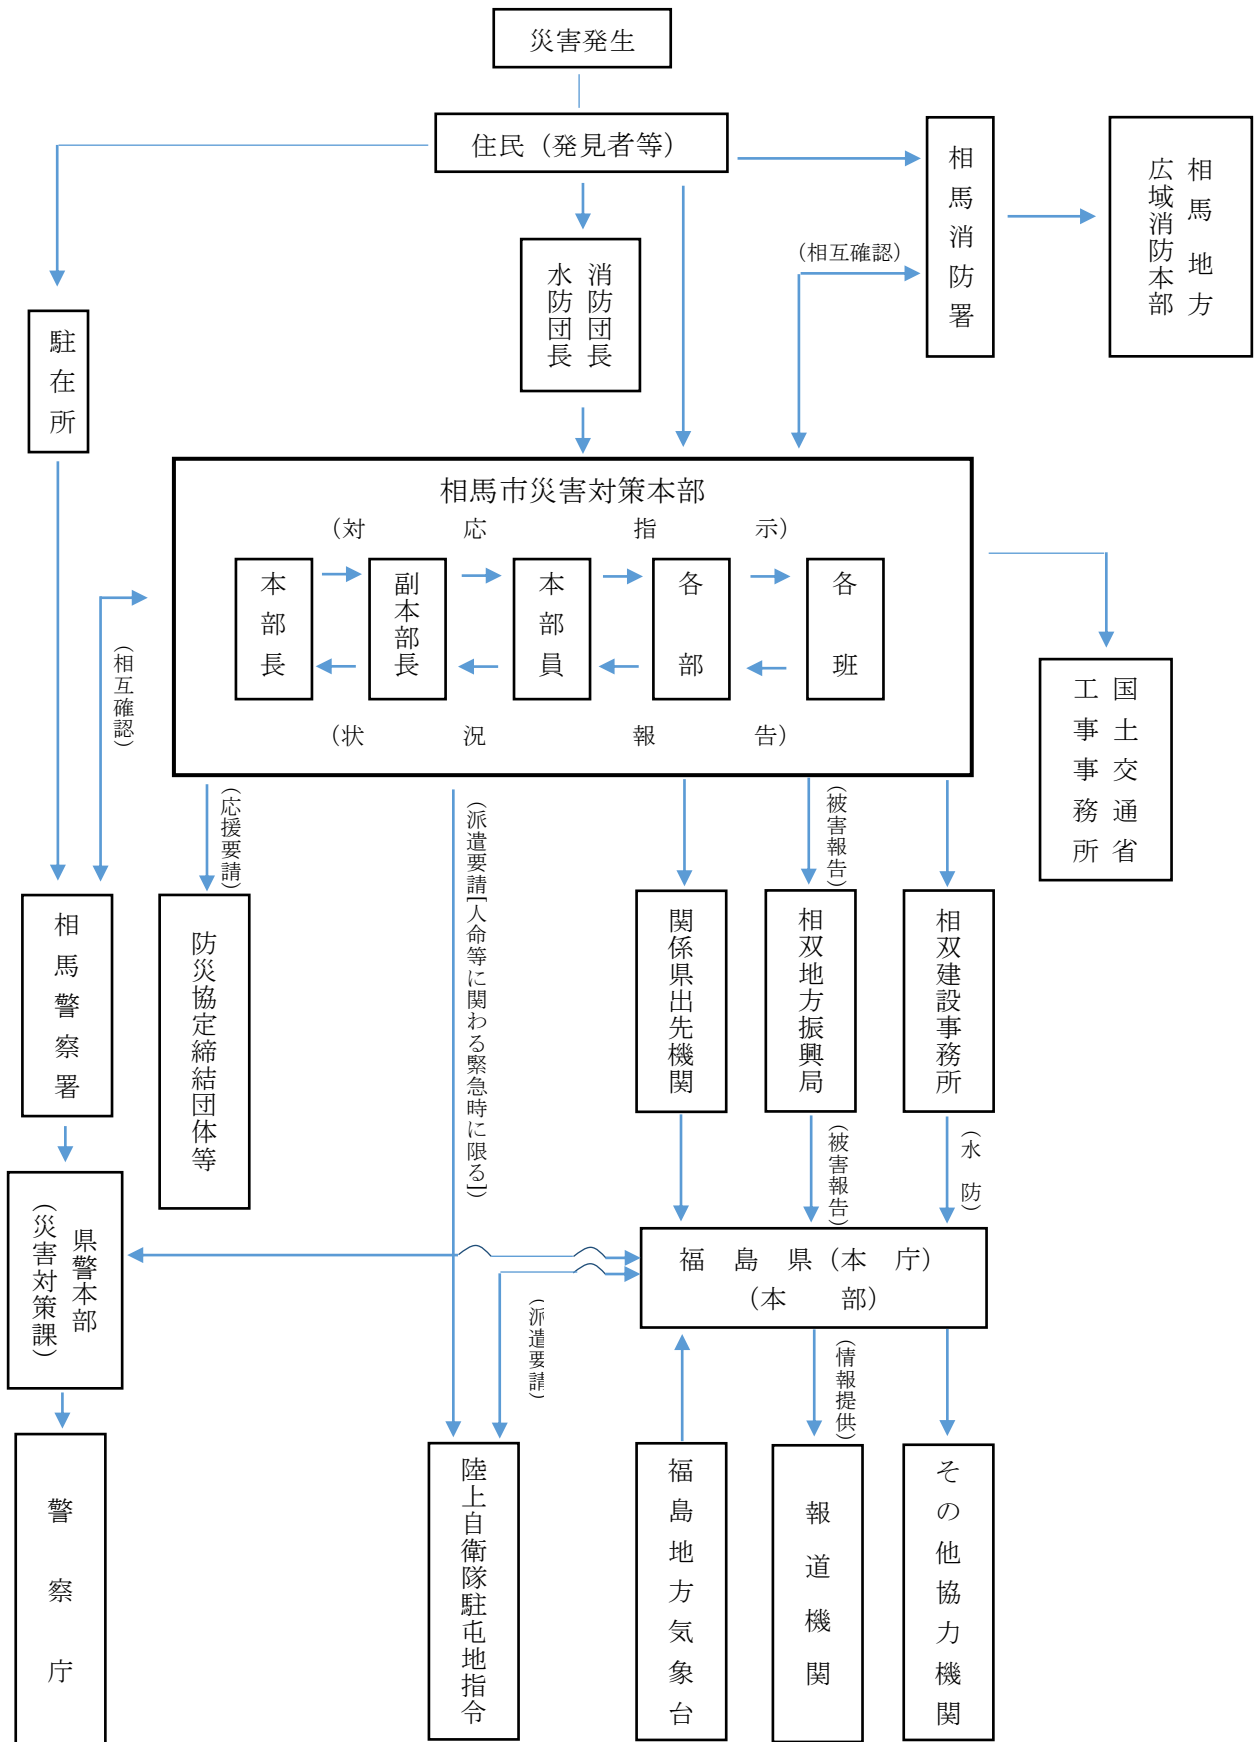 災害発生
住民（発見者等）
相馬消防署
相馬地方
広域消防本部
消防団長
水防団長
（相互確認）
駐在所
相馬市災害対策本部
（対応指示）
本部長
副本部長
本部員
各部
各班
（状況報告）
（相互確認）
国土交通省
工事事務所
（応援要請）
（派遣要請[人命等に関わる緊急時に限る]）
（被害報告）
相馬警察署
防災協定締結団体等
関係県出先機関
相双地方振興局
相双建設事務所
（被害報告）
（水防）
県警本部
（災害対策課）
福島県（本庁）
（本部）
（派遣要請）
（情報提供）
警察庁
陸上自衛隊駐屯地指令
福島地方気象台
報道機関
その他協力機関